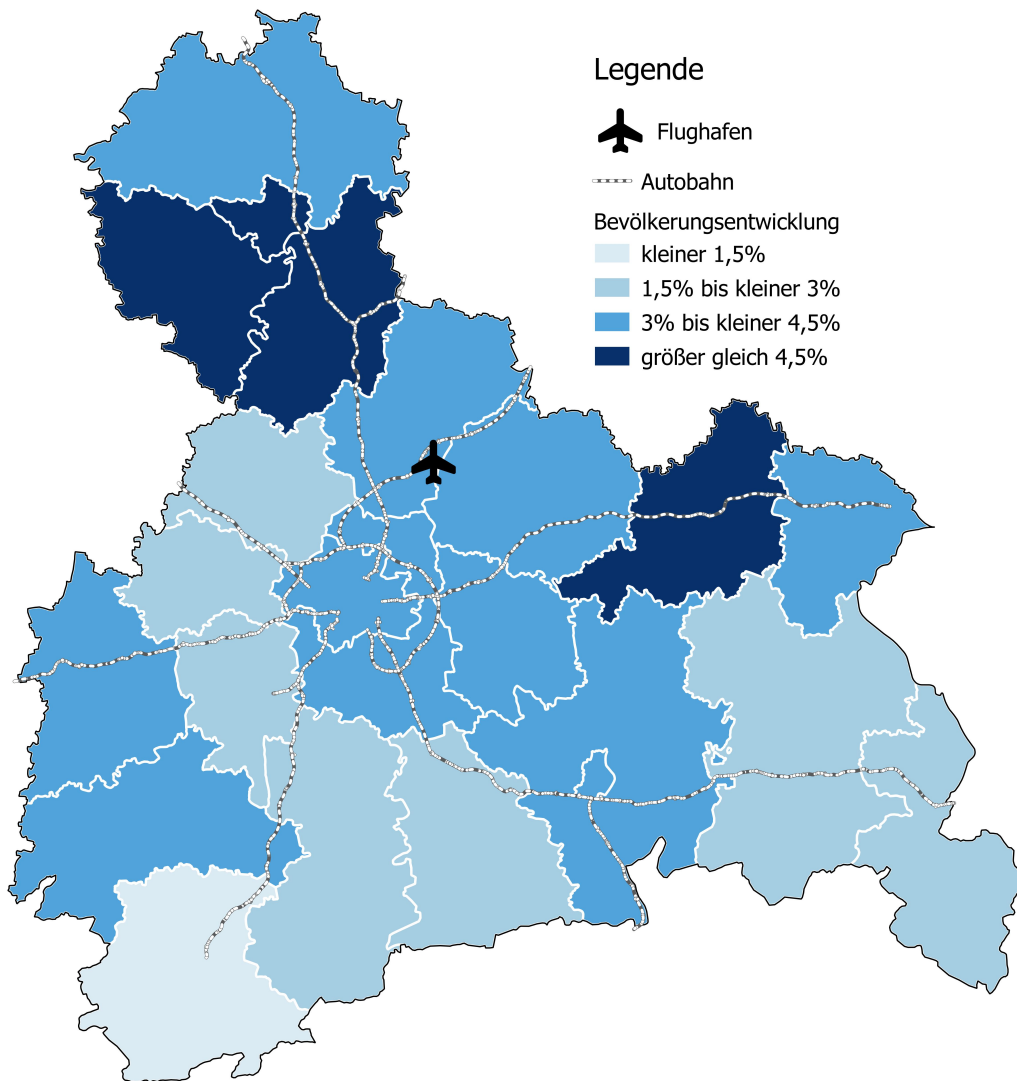 Legende
Flughafen
Autobahn
Bevölkerungsentwicklung
kleiner 1,5%
1,5% bis kleiner 3%
3% bis kleiner 4,5%
größer gleich 4,5%